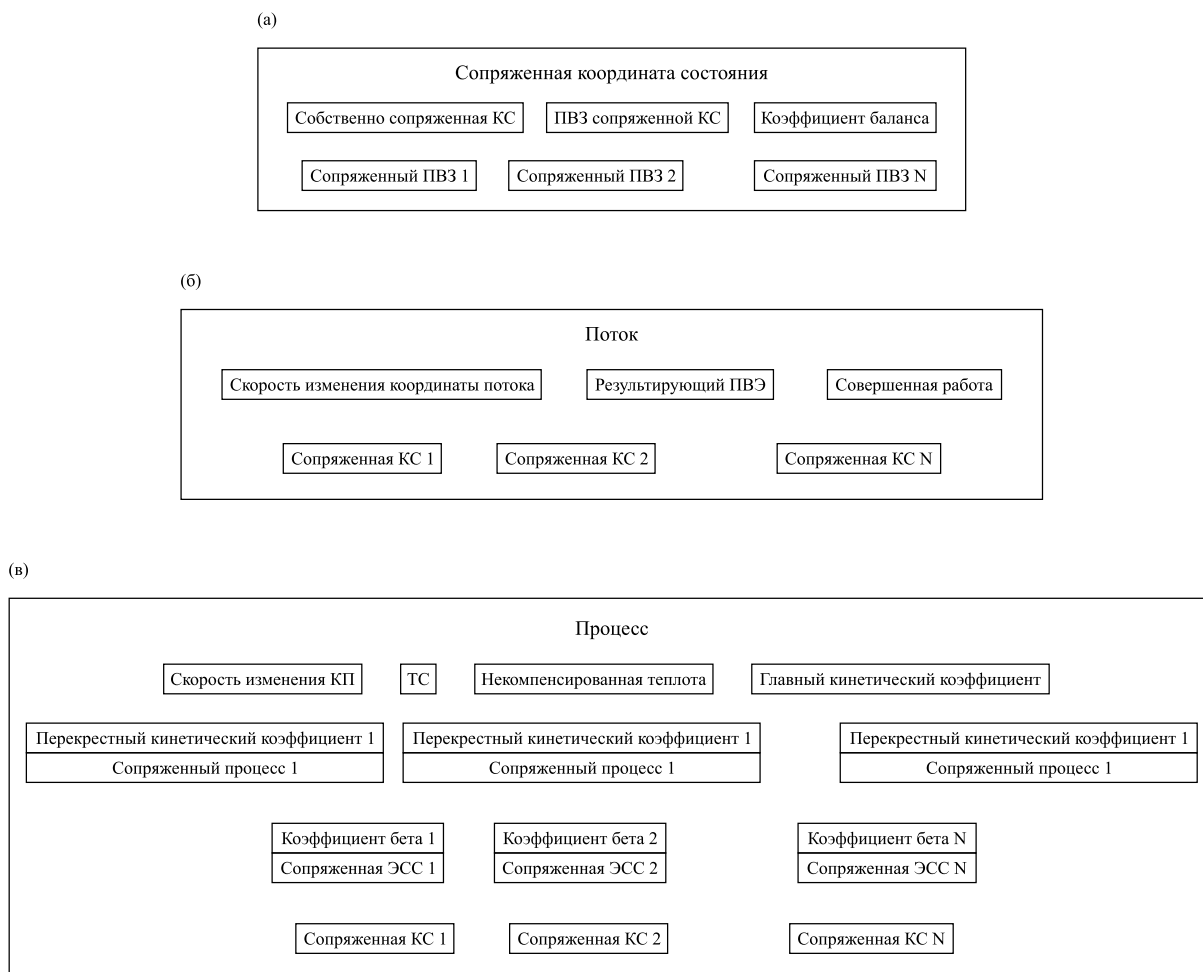 (а)
Сопряженная координата состояния
Собственно сопряженная КС ПВЗ сопряженной КС Коэффициент баланса
Сопряженный ПВЗ 1 Сопряженный ПВЗ 2 Сопряженный ПВЗ N
(б)
Поток
Скорость изменения координаты потока Результирующий ПВЭ Совершенная работа
Сопряженная КС 1 Сопряженная КС 2 Сопряженная КС N
(в)
Процесс
Скорость изменения КП ТС Некомпенсированная теплота Главный кинетический коэффициент
Перекрестный кинетический коэффициент 1 Перекрестный кинетический коэффициент 1 Перекрестный кинетический коэффициент 1
Сопряженный процесс 1 Сопряженный процесс 1 Сопряженный процесс 1
Коэффициент бета 1 Коэффициент бета 2 Коэффициент бета N
Сопряженная ЭСС 1 Сопряженная ЭСС 2 Сопряженная ЭСС N
Сопряженная КС 1 Сопряженная КС 2 Сопряженная КС N